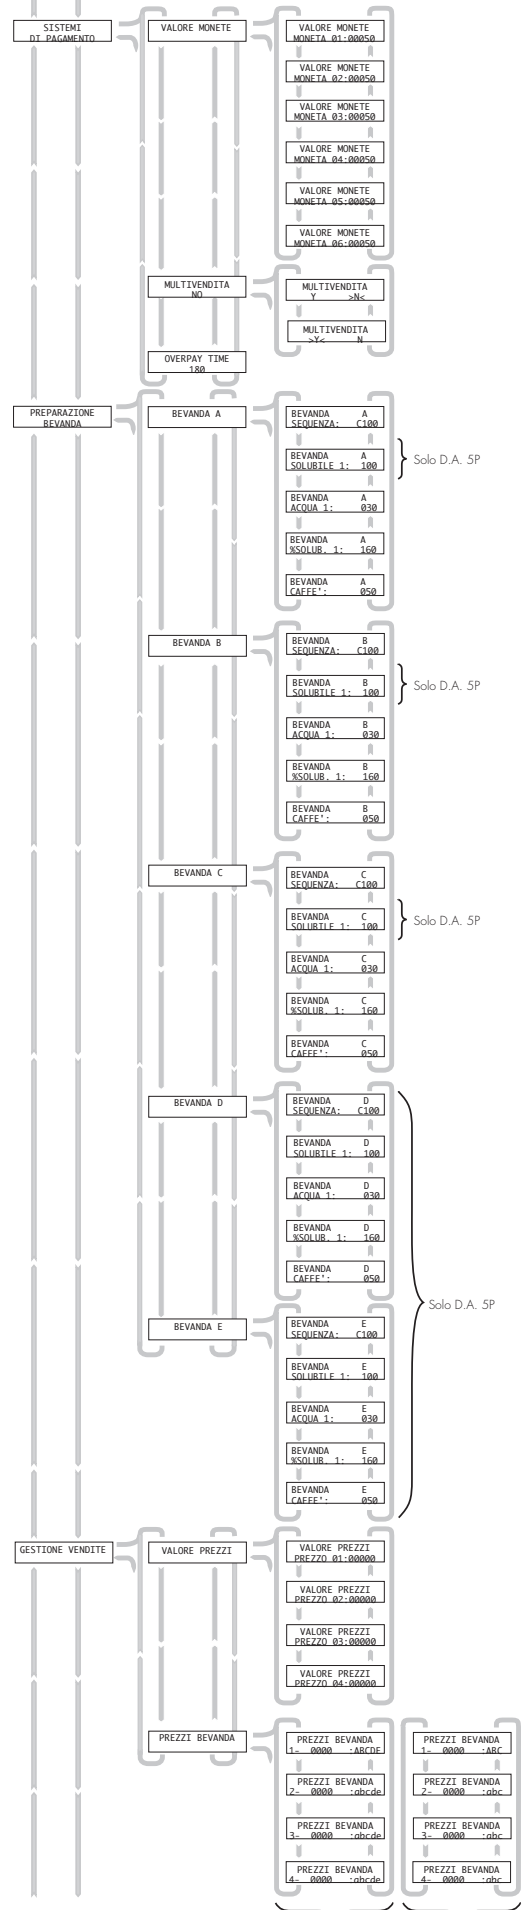 SISTEMI
DI PAGAMENTO
VALORE MONETE
VALORE MONETE
MONETA 01:00050
VALORE MONETE
MONETA 02:00050
VALORE MONETE
MONETA 03:00050
VALORE MONETE
MONETA 04:00050
VALORE MONETE
MONETA 05:00050
VALORE MONETE
MONETA 06:00050
MULTIVENDITA
NO
MULTIVENDITA
Y >N<
MULTIVENDITA
>Y< N
OVERPAY TIME
180
PREPARAZIONE
BEVANDA
BEVANDA A
BEVANDA A
SEQUENZA: C100
BEVANDA A
SOLUBILE 1: 100
Solo D.A. 5P
BEVANDA A
ACQUA 1: 030
BEVANDA A
%SOLUB. 1: 160
BEVANDA A
CAFFE': 050
BEVANDA B
BEVANDA B
SEQUENZA: C100
BEVANDA B
SOLUBILE 1: 100
Solo D.A. 5P
BEVANDA B
ACQUA 1: 030
BEVANDA B
%SOLUB. 1: 160
BEVANDA B
CAFFE': 050
BEVANDA C
BEVANDA C
SEQUENZA: C100
BEVANDA C
SOLUBILE 1: 100
Solo D.A. 5P
BEVANDA C
ACQUA 1: 030
BEVANDA C
%SOLUB. 1: 160
BEVANDA C
CAFFE': 050
BEVANDA D
BEVANDA D
SEQUENZA: C100
BEVANDA D
SOLUBILE 1: 100
BEVANDA D
ACQUA 1: 030
BEVANDA D
%SOLUB. 1: 160
BEVANDA D
CAFFE': 050
Solo D.A. 5P
BEVANDA E
BEVANDA E
SEQUENZA: C100
BEVANDA E
SOLUBILE 1: 100
BEVANDA E
ACQUA 1: 030
BEVANDA E
%SOLUB. 1: 160
BEVANDA E
CAFFE': 050
GESTIONE VENDITE
VALORE PREZZI
VALORE PREZZI
PREZZO 01:00000
VALORE PREZZI
PREZZO 02:00000
VALORE PREZZI
PREZZO 03:00000
VALORE PREZZI
PREZZO 04:00000
PREZZI BEVANDA
PREZZI BEVANDA
1- 0000 :ABCDE
PREZZI BEVANDA
2- 0000 :abcde
PREZZI BEVANDA
3- 0000 :abcde
PREZZI BEVANDA
4- 0000 :abcde
PREZZI BEVANDA
1- 0000 :ABC
PREZZI BEVANDA
2- 0000 :abc
PREZZI BEVANDA
3- 0000 :abc
PREZZI BEVANDA
4- 0000 :abc